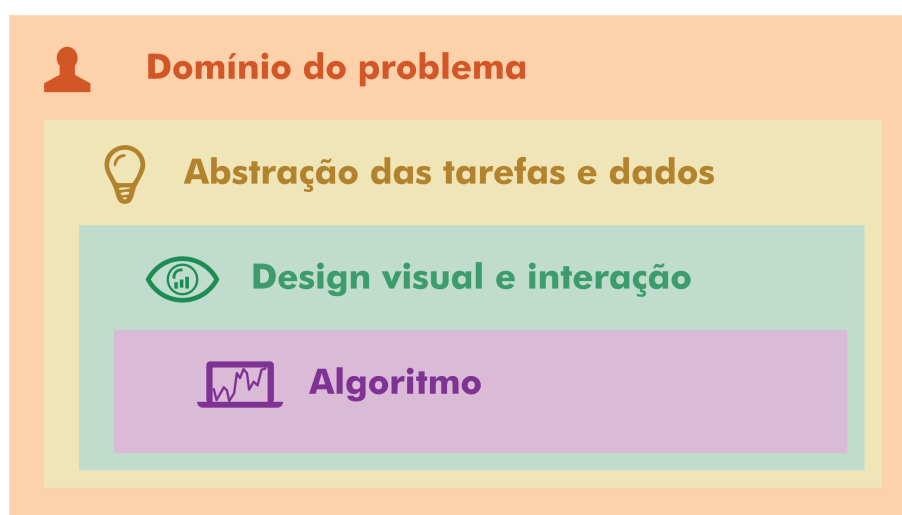 Domínio do problema
Abstração das tarefas e dados
Design visual e interação
Algoritmo